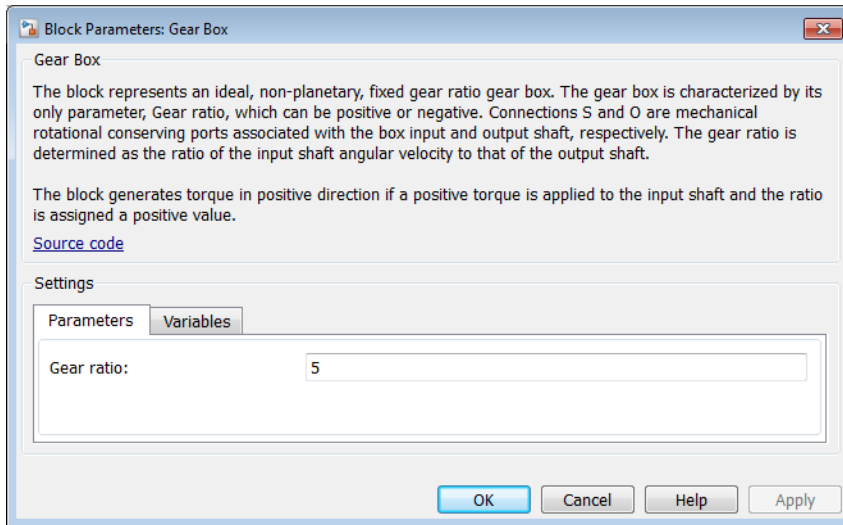 Block Parameters: Gear Box
Gear Box
The block represents an ideal, non-planetary, fixed gear ratio gear box. The gear box is characterized by its
only parameter, Gear ratio, which can be positive or negative. Connections S and O are mechanical
rotational conserving ports associated with the box input and output shaft, respectively. The gear ratio is
determined as the ratio of the input shaft angular velocity to that of the output shaft.
The block generates torque in positive direction if a positive torque is applied to the input shaft and the ratio
is assigned a positive value.
Source code
Settings
Parameters Variables
Gear ratio: 5
OK Cancel Help Apply